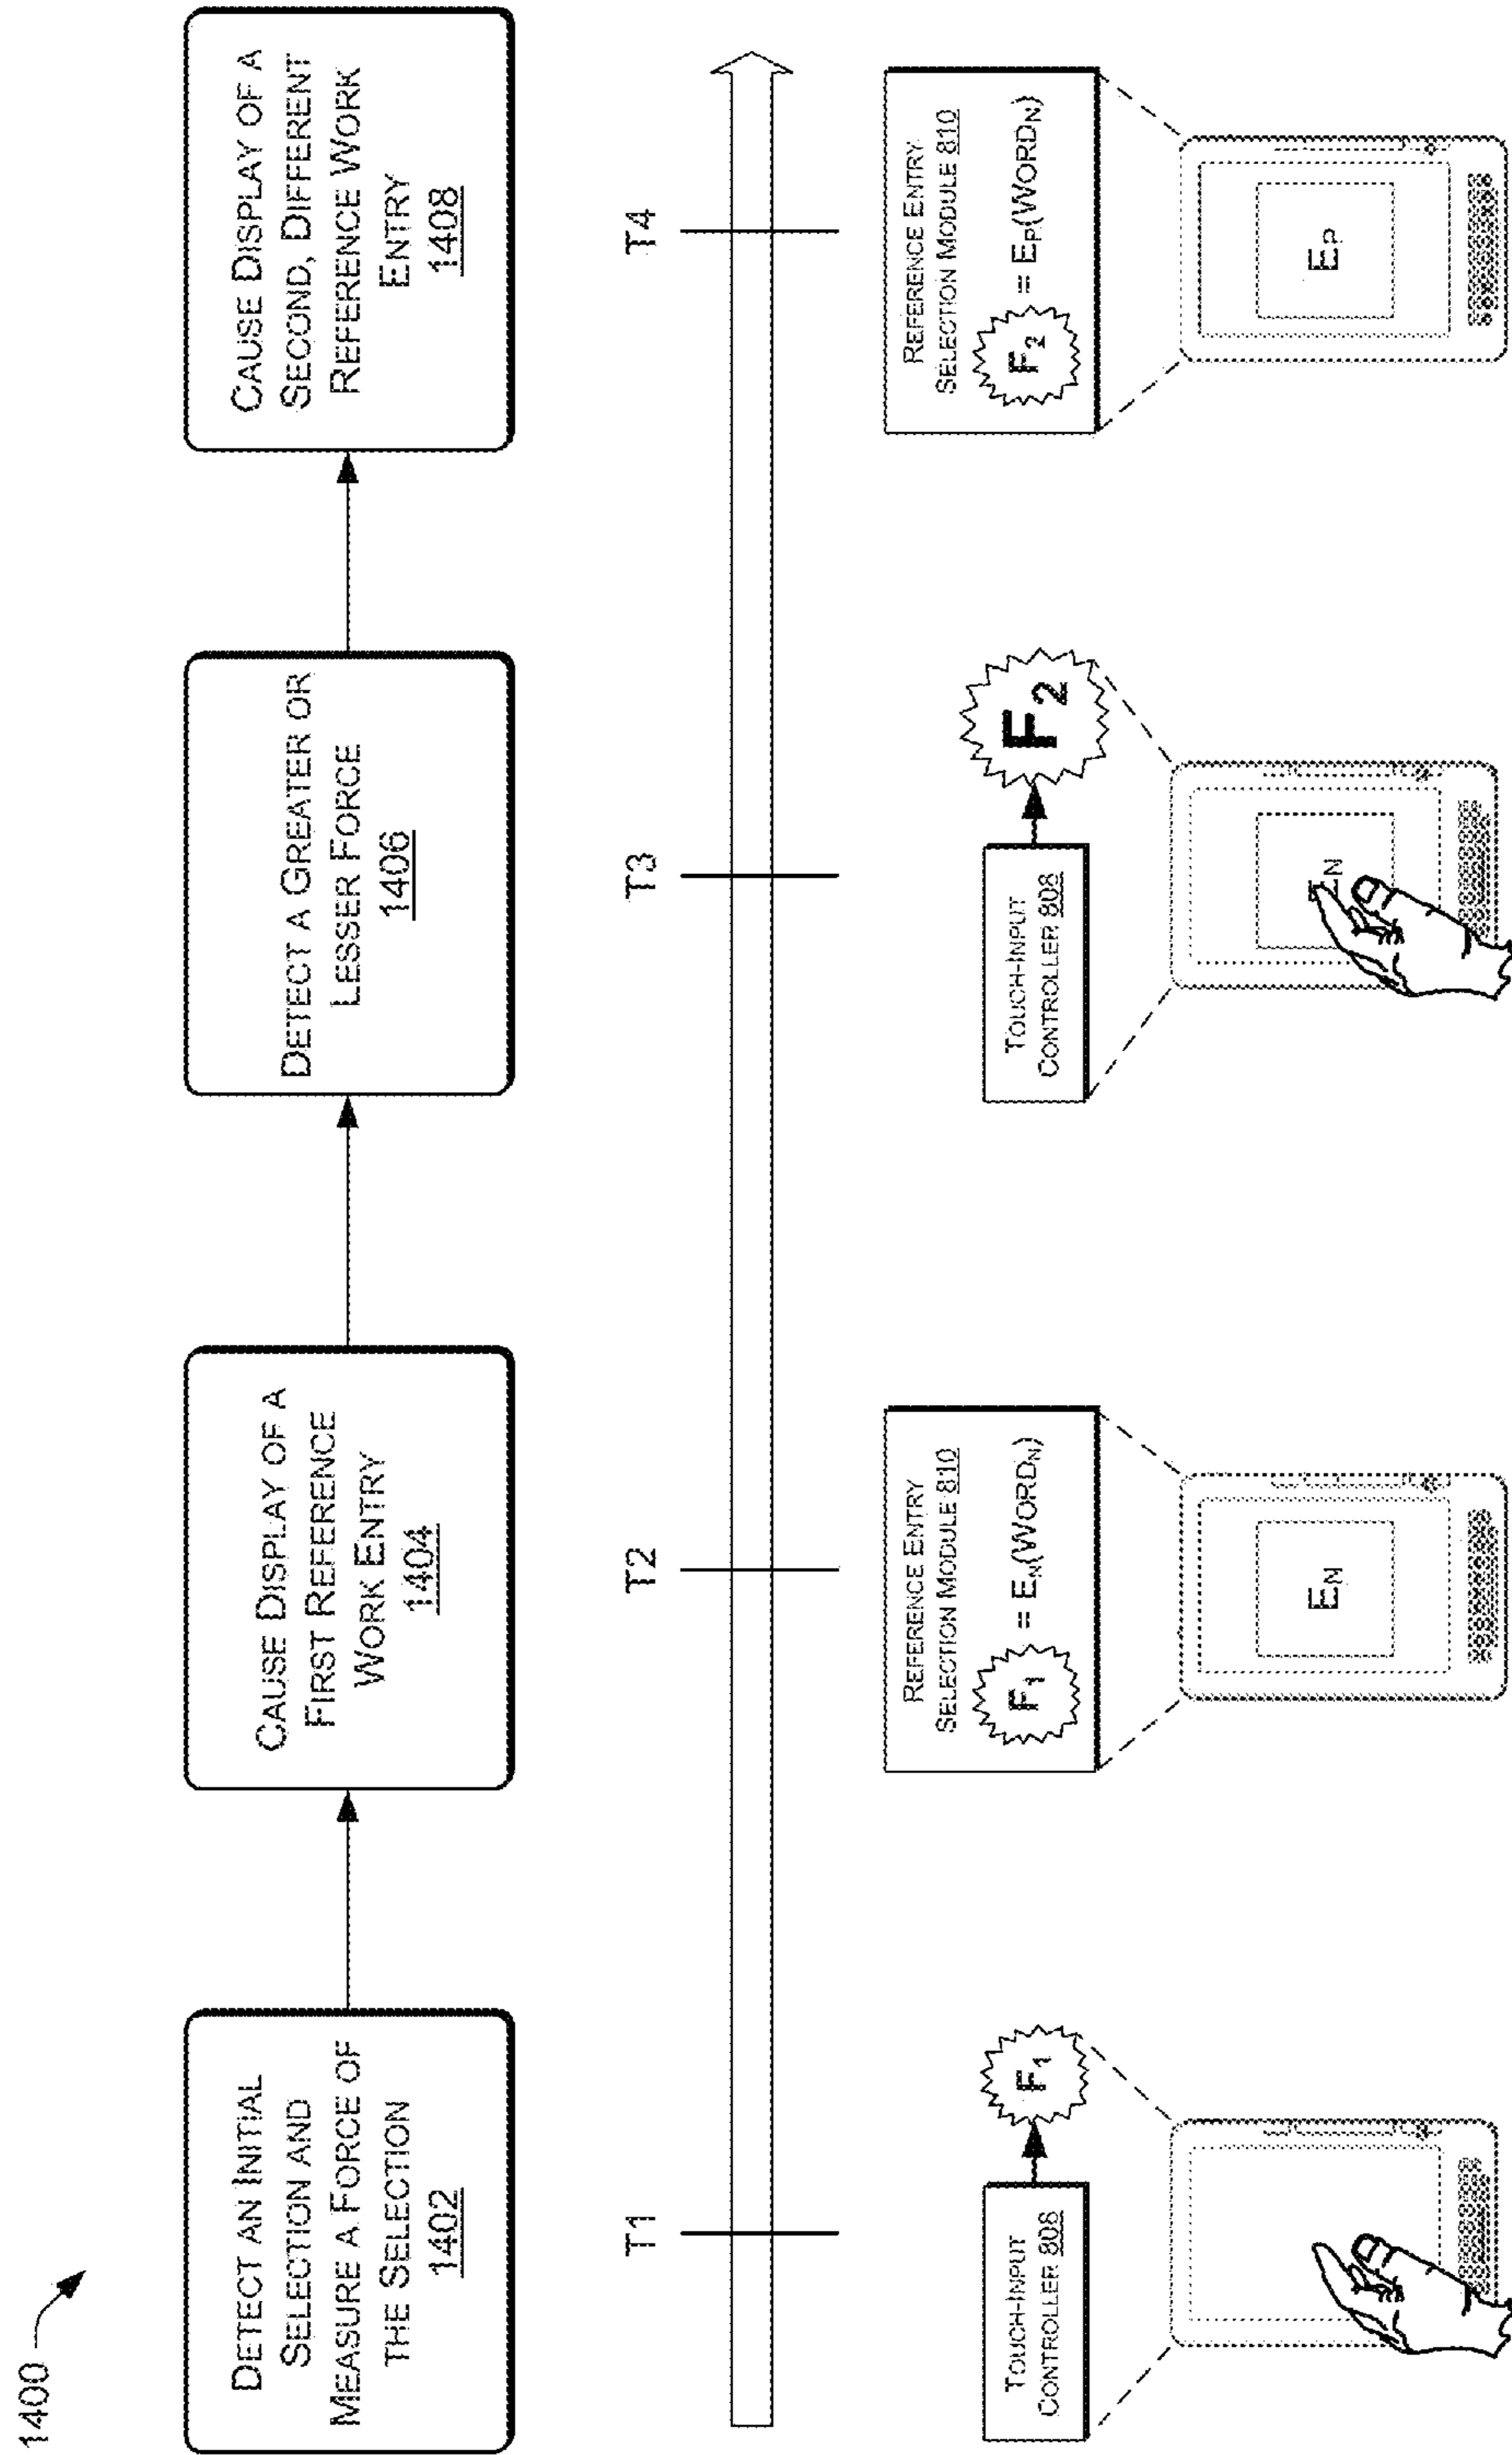 1400
DETECT AN INITIAL
SELECTION AND
MEASURE A FORCE OF
THE SELECTION
1402
CAUSE DISPLAY OF A
FIRST REFERENCE
WORK ENTRY
1404
DETECT A GREATER OR
LESSER FORCE
1406
CAUSE DISPLAY OF A
SECOND, DIFFERENT
REFERENCE WORK
ENTRY
1408
T1
T2
T3
T4
TOUCH-INPUT
CONTROLLER 808
F1
REFERENCE ENTRY
SELECTION MODULE 810
F1 = EN(WORDN)
EN
TOUCH-INPUT
CONTROLLER 808
F2
EN
REFERENCE ENTRY
SELECTION MODULE 810
F2 = EP(WORDN)
EP